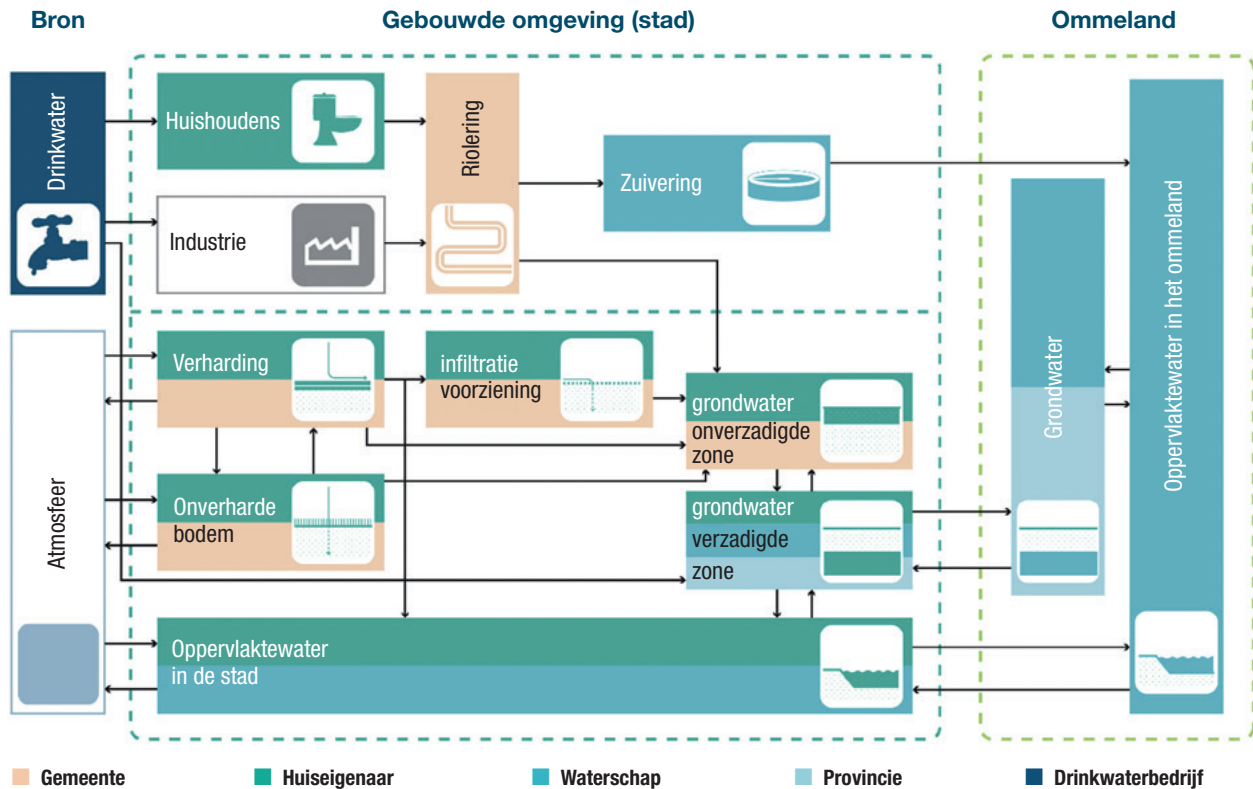 Bron
Gebouwde omgeving (stad)
Ommeland
Drinkwater
Huishoudens
Industrie
Riolering
Zuivering
Atmosfeer
Verharding
infiltratie
voorziening
Onverharde
bodem
grondwater
onverzadigde
zone
grondwater
verzadigde
zone
Oppervlaktewater
in de stad
Grondwater
Oppervlaktewater in het ommeland
Gemeente
Huiseigenaar
Waterschap
Provincie
Drinkwaterbedrijf